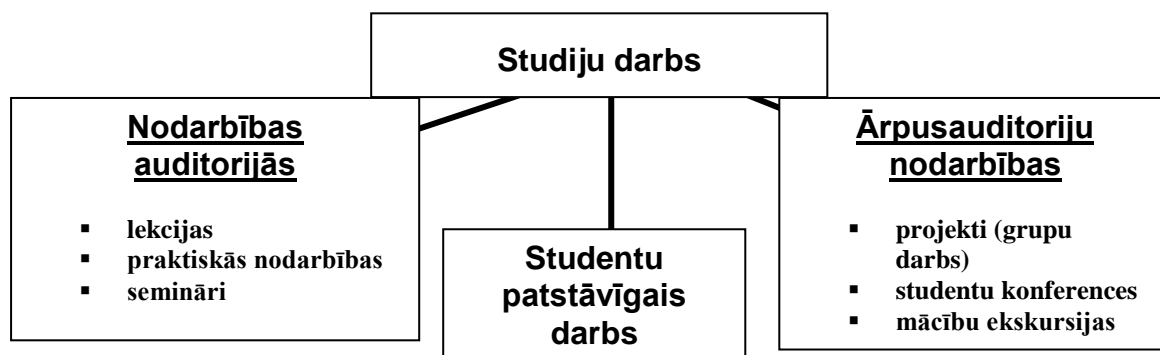 Studiju darbs
Nodarbības
auditorijās
▪ lekcijas
▪ praktiskās nodarbības
▪ semināri
Studentu
patstāvīgais
darbs
Ārpusauditoriju
nodarbības
▪ projekti (grupu
darbs)
▪ studentu konferences
▪ mācību ekskursijas